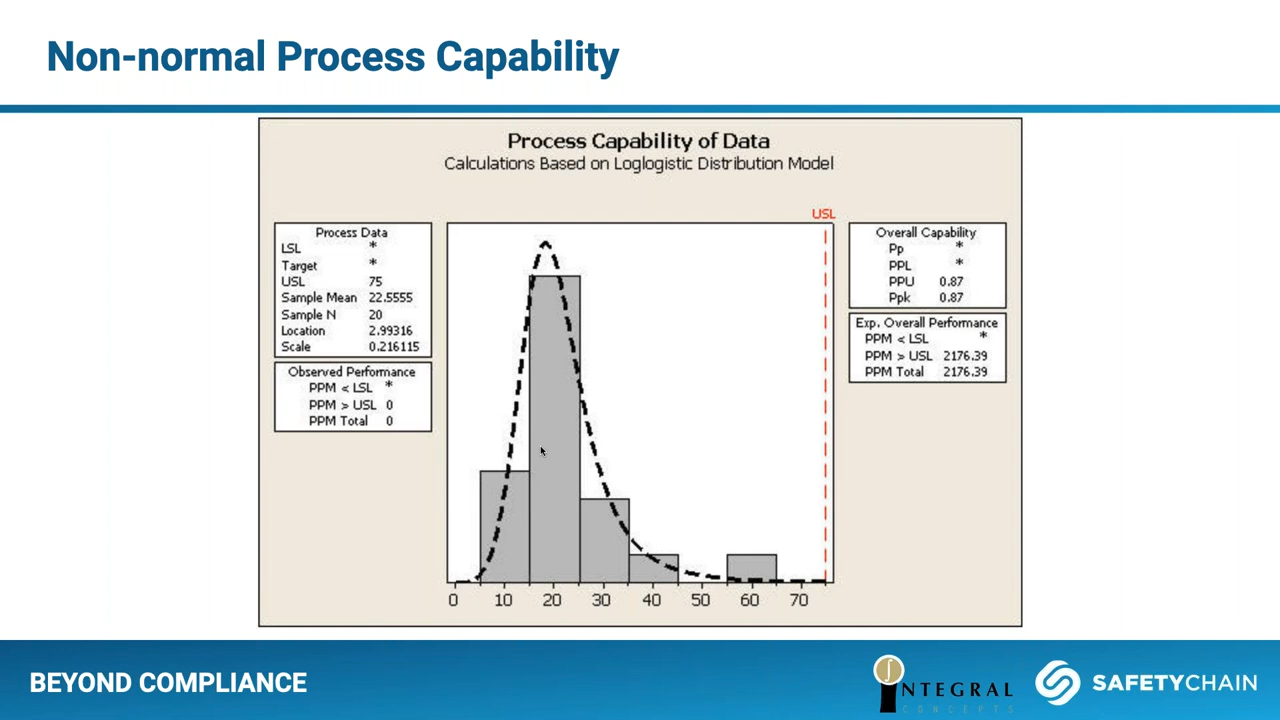 Non-normal Process Capability
Process Capability of Data
Calculations Based on Loglogistic Distribution Model
USL
Process Data
LSL *
Target *
USL 75
Sample Mean 22.5555
Sample N 20
Location 2.99316
Scale 0.216115
Observed Performance
PPM < LSL *
PPM > USL 0
PPM Total 0
Overall Capability
Pp *
PPL *
PPU 0.87
Ppk 0.87
Exp. Overall Performance
PPM < LSL *
PPM > USL 2176.39
PPM Total 2176.39
0 10 20 30 40 50 60 70
BEYOND COMPLIANCE
∫NTEGRAL
CONCEPTS
SAFETYCHAIN